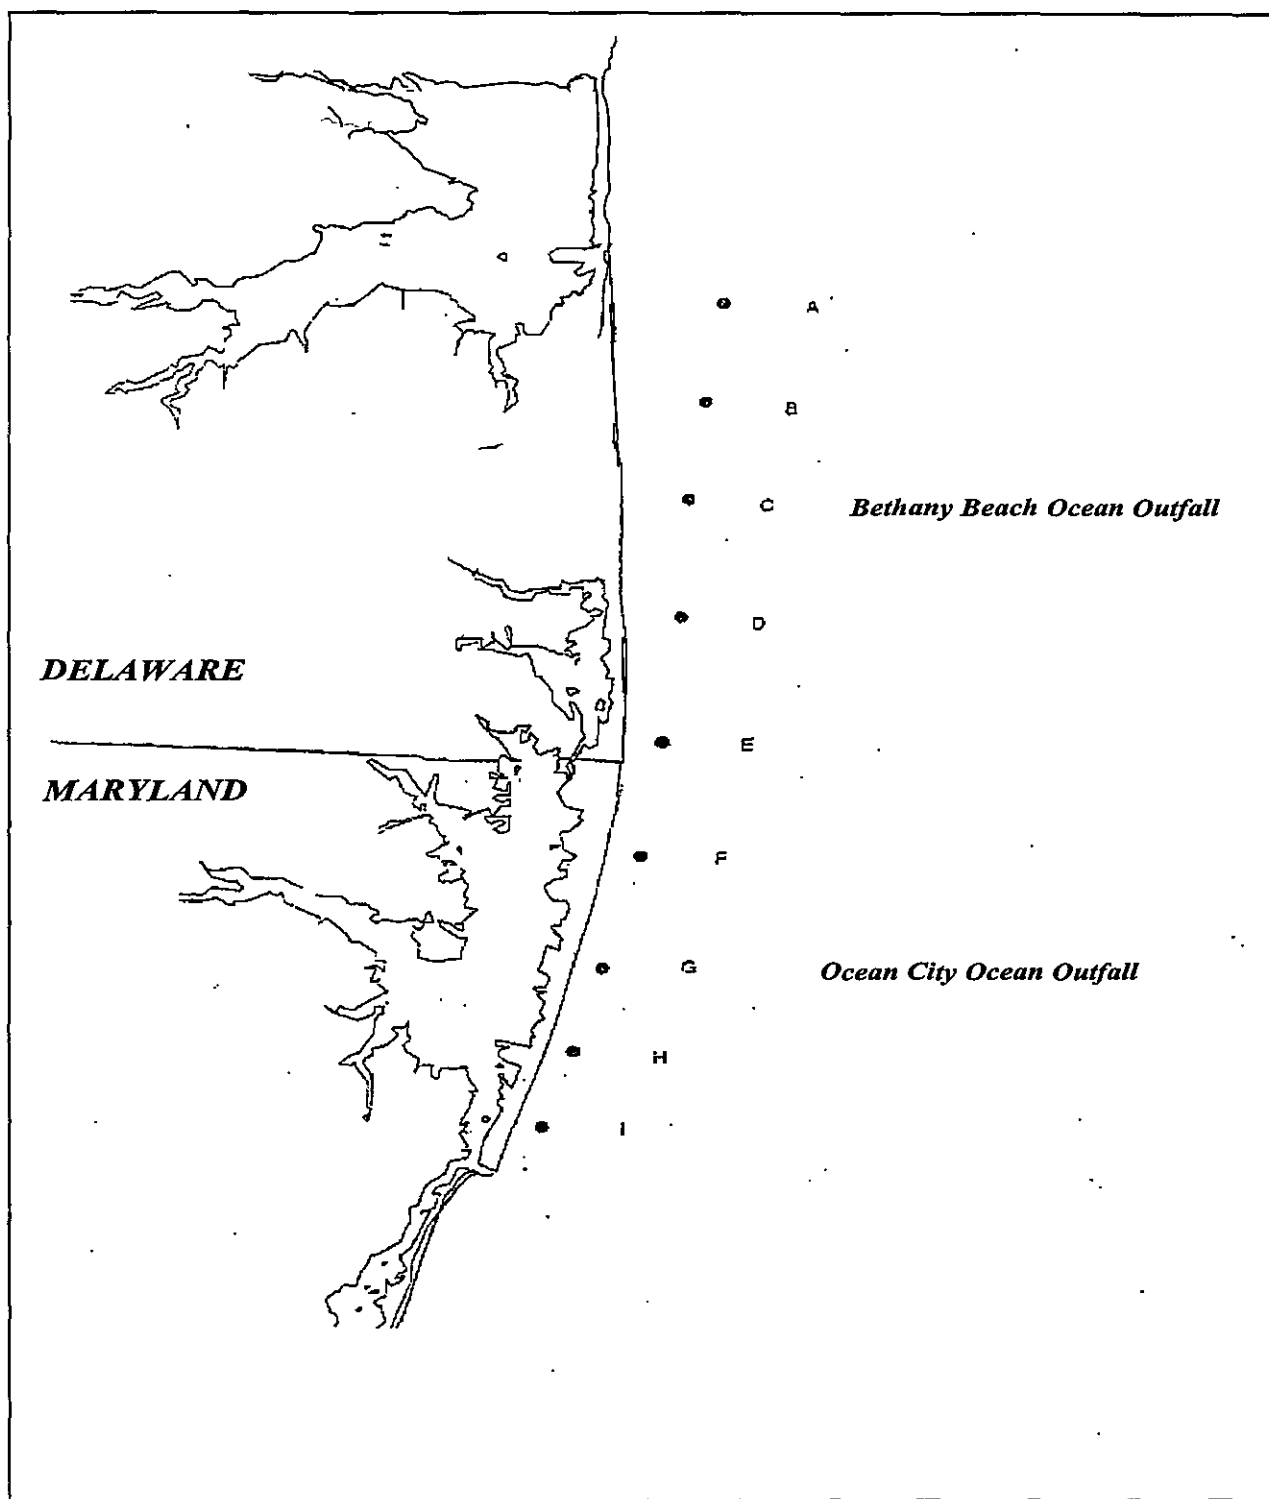 A
B
C Bethany Beach Ocean Outfall
D
DELAWARE
E
MARYLAND
F
G Ocean City Ocean Outfall
H
I